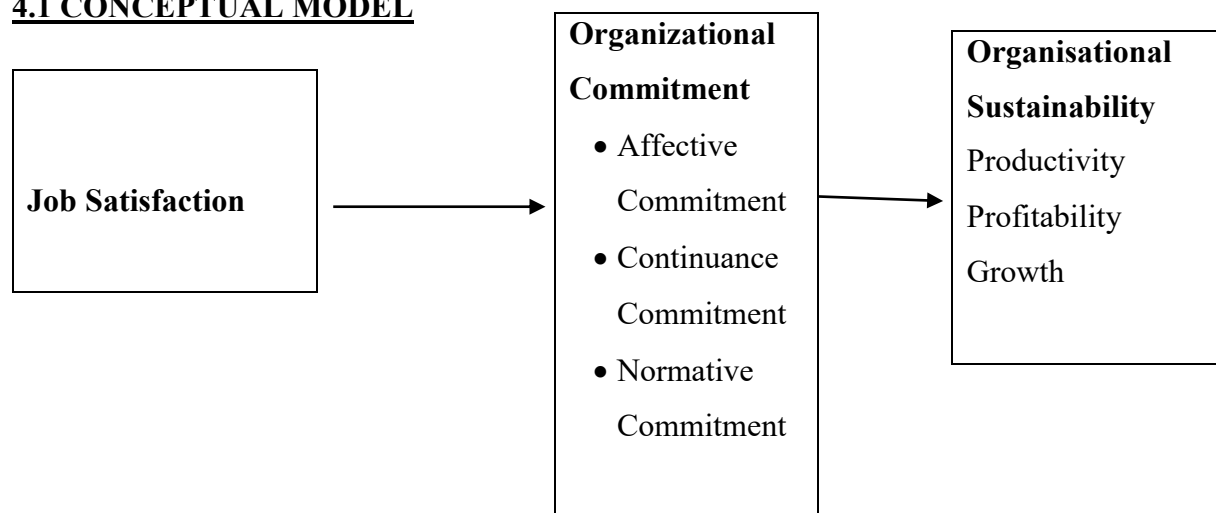 4.1 CONCEPTUAL MODEL
Job Satisfaction
Organizational
Commitment
• Affective
Commitment
• Continuance
Commitment
• Normative
Commitment
Organisational
Sustainability
Productivity
Profitability
Growth